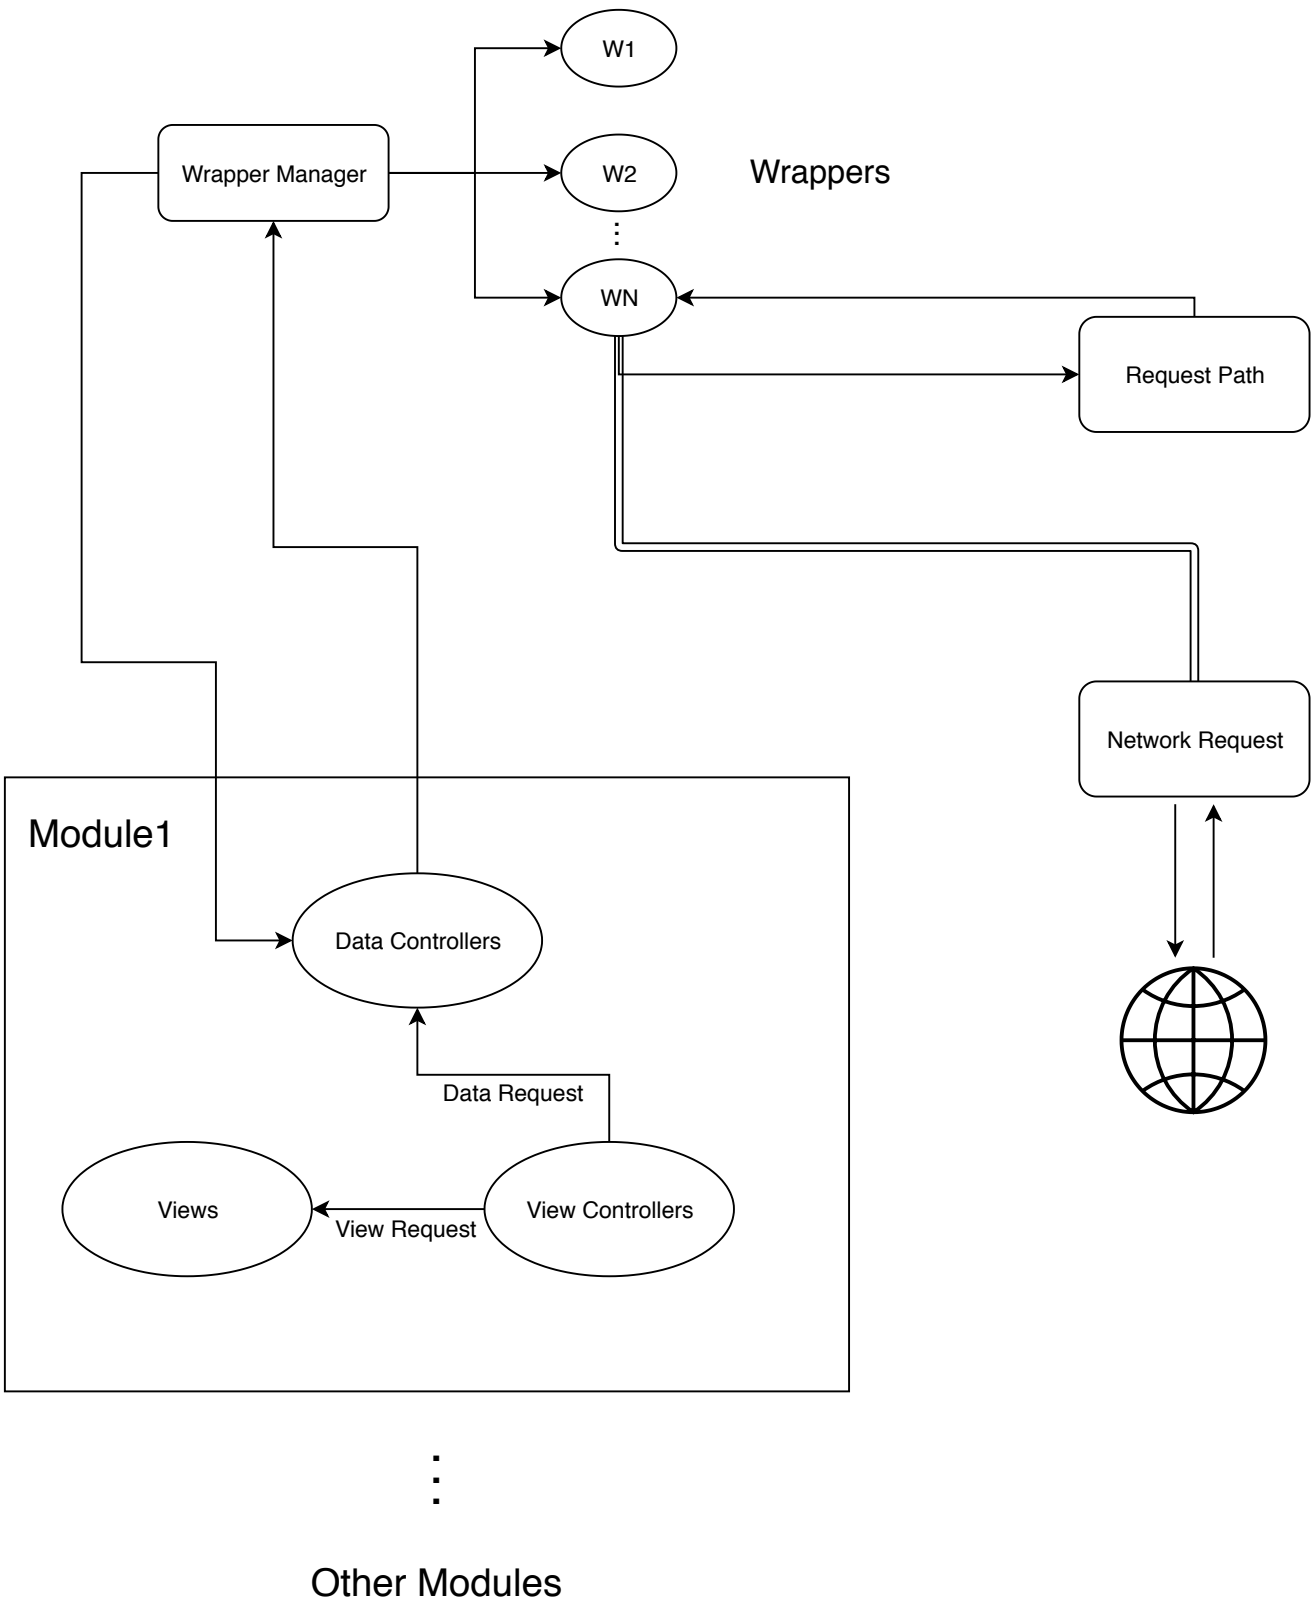 W1
Wrapper Manager
W2
Wrappers
WN
Request Path
Network Request
Module1
Data Controllers
Data Request
Views
View Controllers
View Request
Other Modules